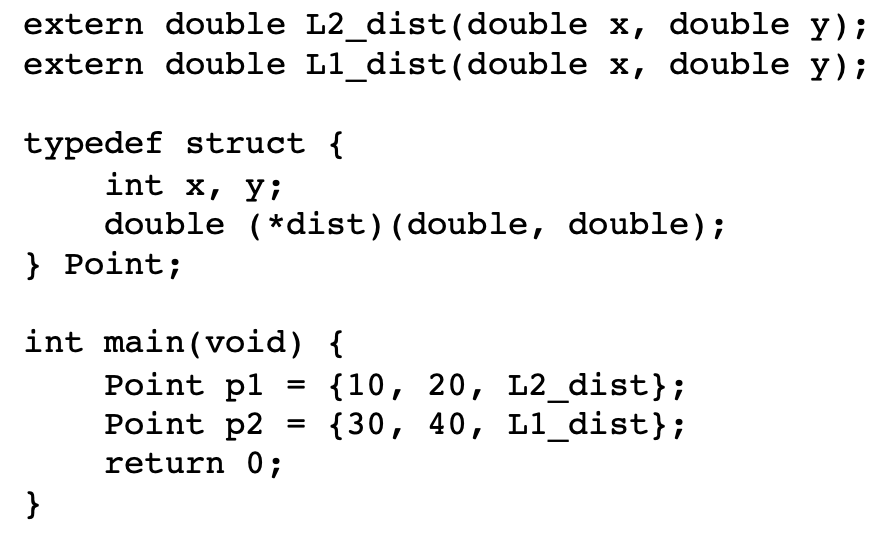 extern double L2_dist(double x, double y);
extern double L1_dist(double x, double y);

typedef struct {
    int x, y;
    double (*dist)(double, double);
} Point;

int main(void) {
    Point p1 = {10, 20, L2_dist};
    Point p2 = {30, 40, L1_dist};
    return 0;
}